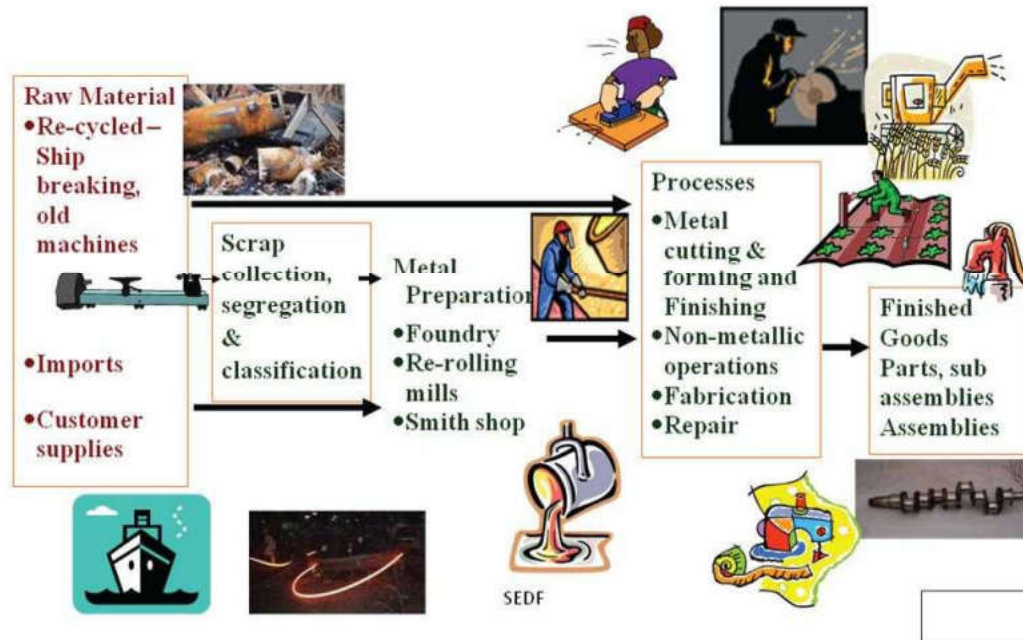 Raw Material
•Re-cycled–
Ship
breaking,
old
machines
•Imports
•Customer
supplies
Scrap
collection,
segregation
&
classification
Metal
Preparation
•Foundry
•Re-rolling
mills
•Smith shop
Processes
•Metal
cutting &
forming and
Finishing
•Non-metallic
operations
•Fabrication
•Repair
Finished
Goods
Parts, sub
assemblies
Assemblies
SEDF